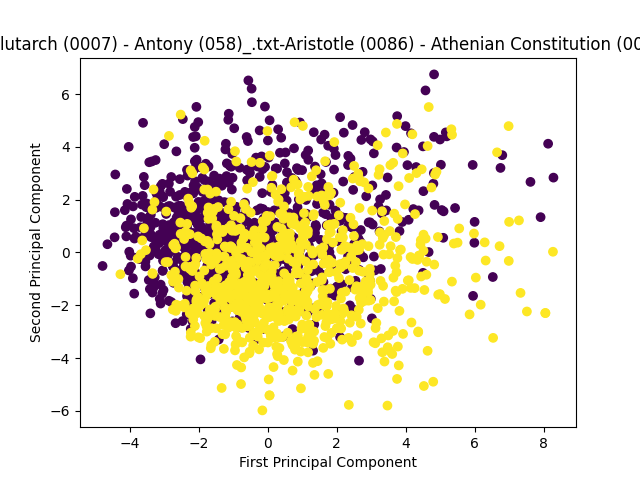 lutarch (0007) - Antony (058)_.txt-Aristotle (0086) - Athenian Constitution (00
6
4
2
0
−2
−4
−6
Second Principal Component
−4 −2 0 2 4 6 8
First Principal Component